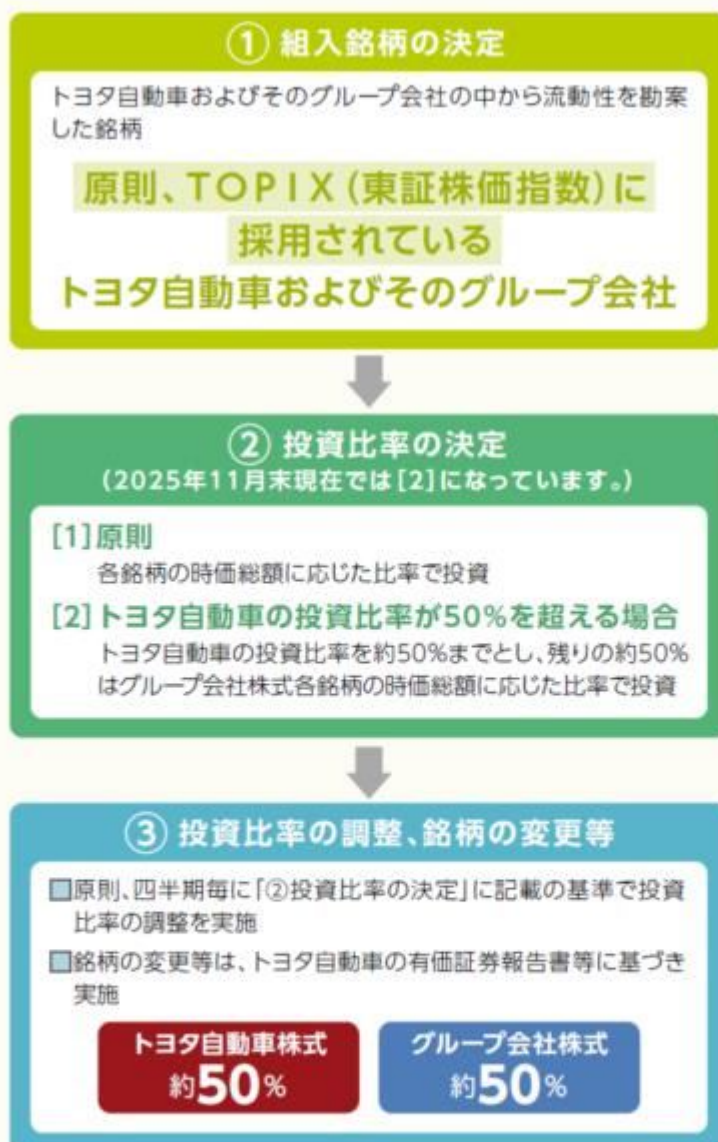 ① 組入銘柄の決定
トヨタ自動車およびそのグループ会社の中から流動性を勘案
した銘柄
原則、TOPIX(東証株価指数)に
採用されている
トヨタ自動車およびそのグループ会社
② 投資比率の決定
(2025年11月末現在では[2]になっています。)
[1]原則
各銘柄の時価総額に応じた比率で投資
[2]トヨタ自動車の投資比率が50%を超える場合
トヨタ自動車の投資比率を約50%までとし、残りの約50%
はグループ会社株式各銘柄の時価総額に応じた比率で投資
③ 投資比率の調整、銘柄の変更等
■原則、四半期毎に「②投資比率の決定」に記載の基準で投資
比率の調整を実施
■銘柄の変更等は、トヨタ自動車の有価証券報告書等に基づき
実施
トヨタ自動車株式
約50%
グループ会社株式
約50%